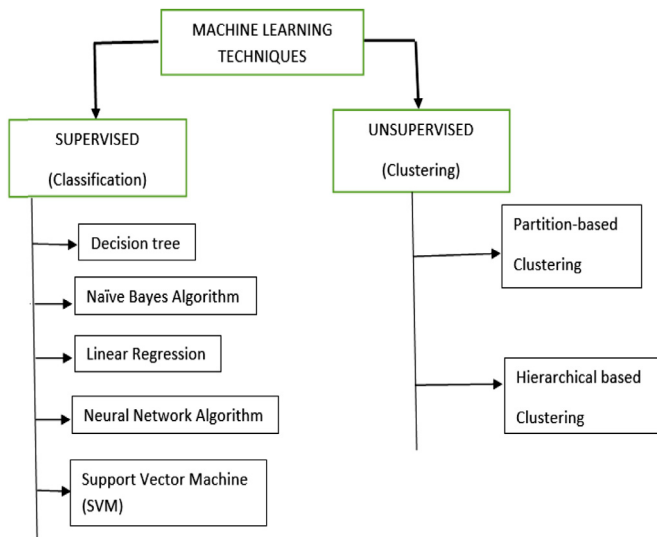 MACHINE LEARNING
TECHNIQUES
SUPERVISED
(Classification)
UNSUPERVISED
(Clustering)
Decision tree
Naïve Bayes Algorithm
Linear Regression
Neural Network Algorithm
Support Vector Machine
(SVM)
Partition-based
Clustering
Hierarchical based
Clustering